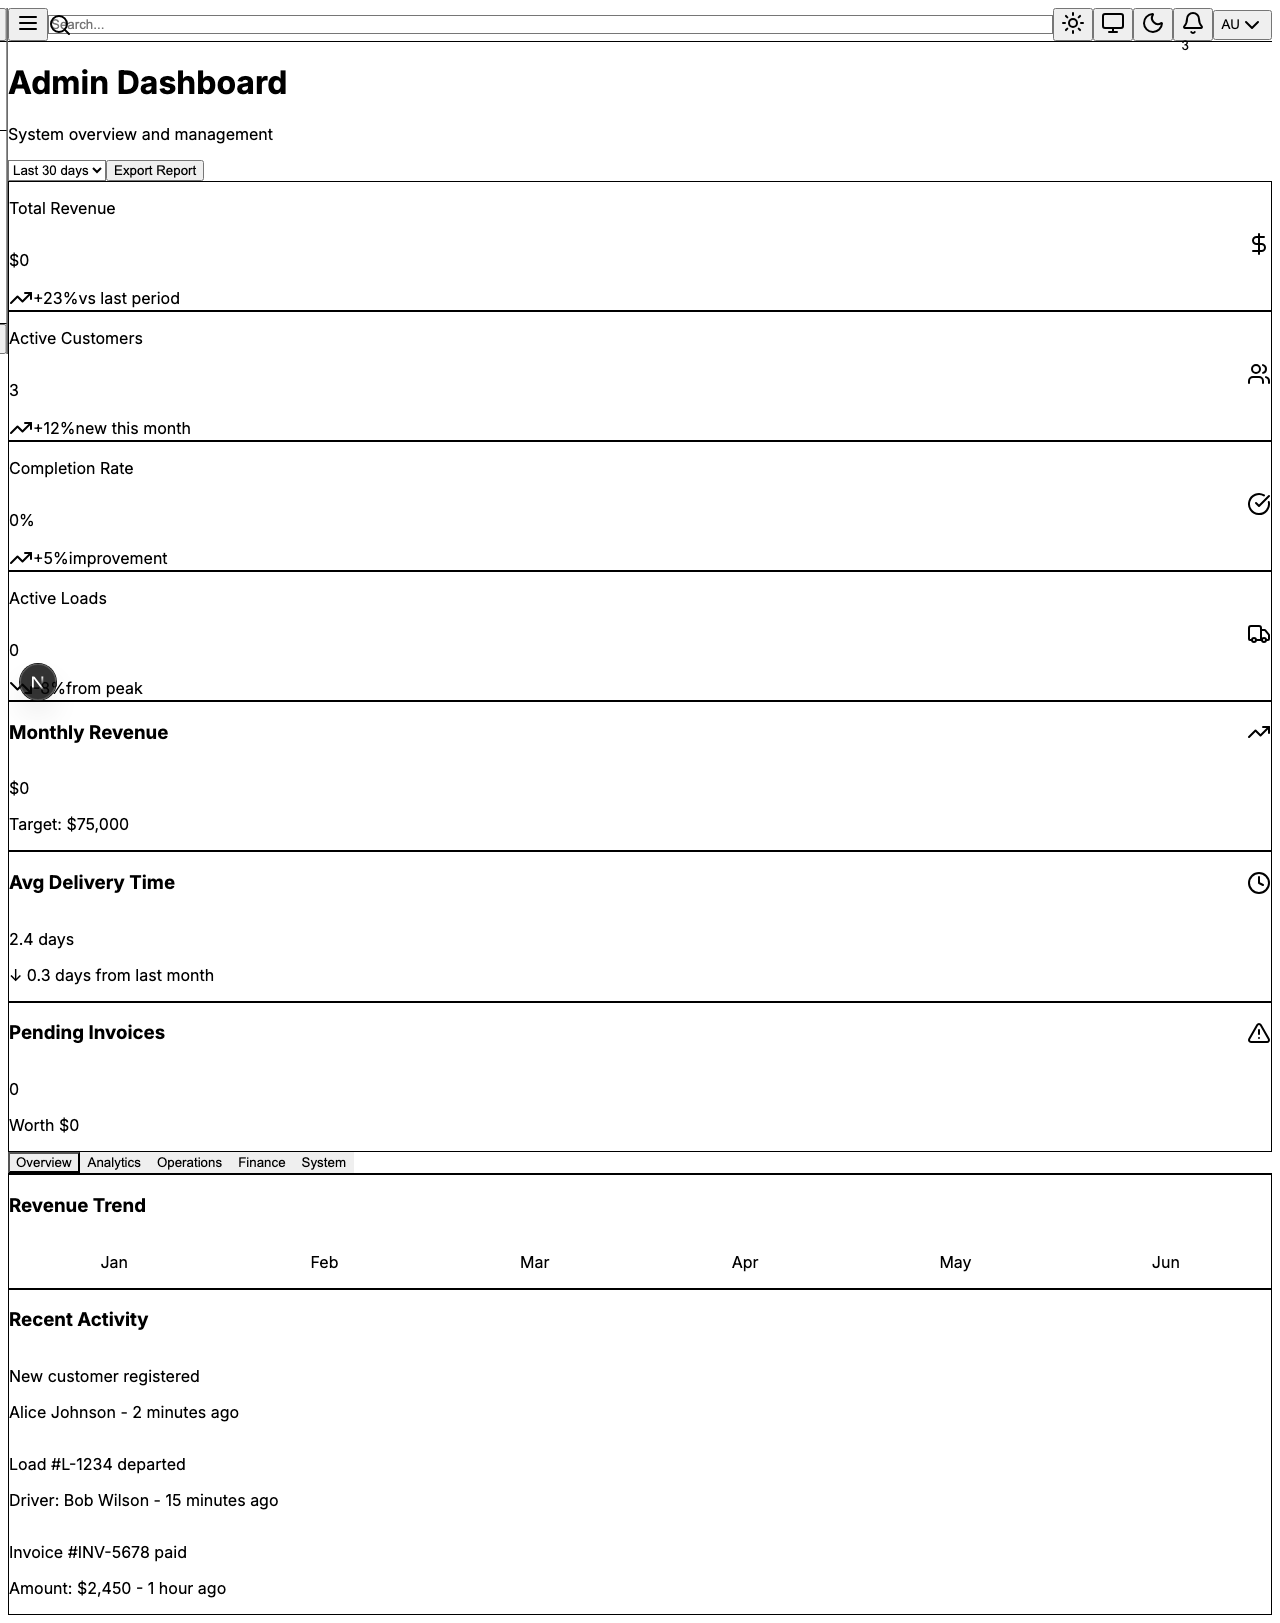 Search...
AU
3
Admin Dashboard
System overview and management
Last 30 days Export Report
Total Revenue
$0
+23%vs last period
Active Customers
3
+12%new this month
Completion Rate
0%
+5%improvement
Active Loads
0
N -3%from peak
Monthly Revenue
$0
Target: $75,000
Avg Delivery Time
2.4 days
↓ 0.3 days from last month
Pending Invoices
0
Worth $0
Overview Analytics Operations Finance System
Revenue Trend
Jan Feb Mar Apr May Jun
Recent Activity
New customer registered
Alice Johnson - 2 minutes ago
Load #L-1234 departed
Driver: Bob Wilson - 15 minutes ago
Invoice #INV-5678 paid
Amount: $2,450 - 1 hour ago